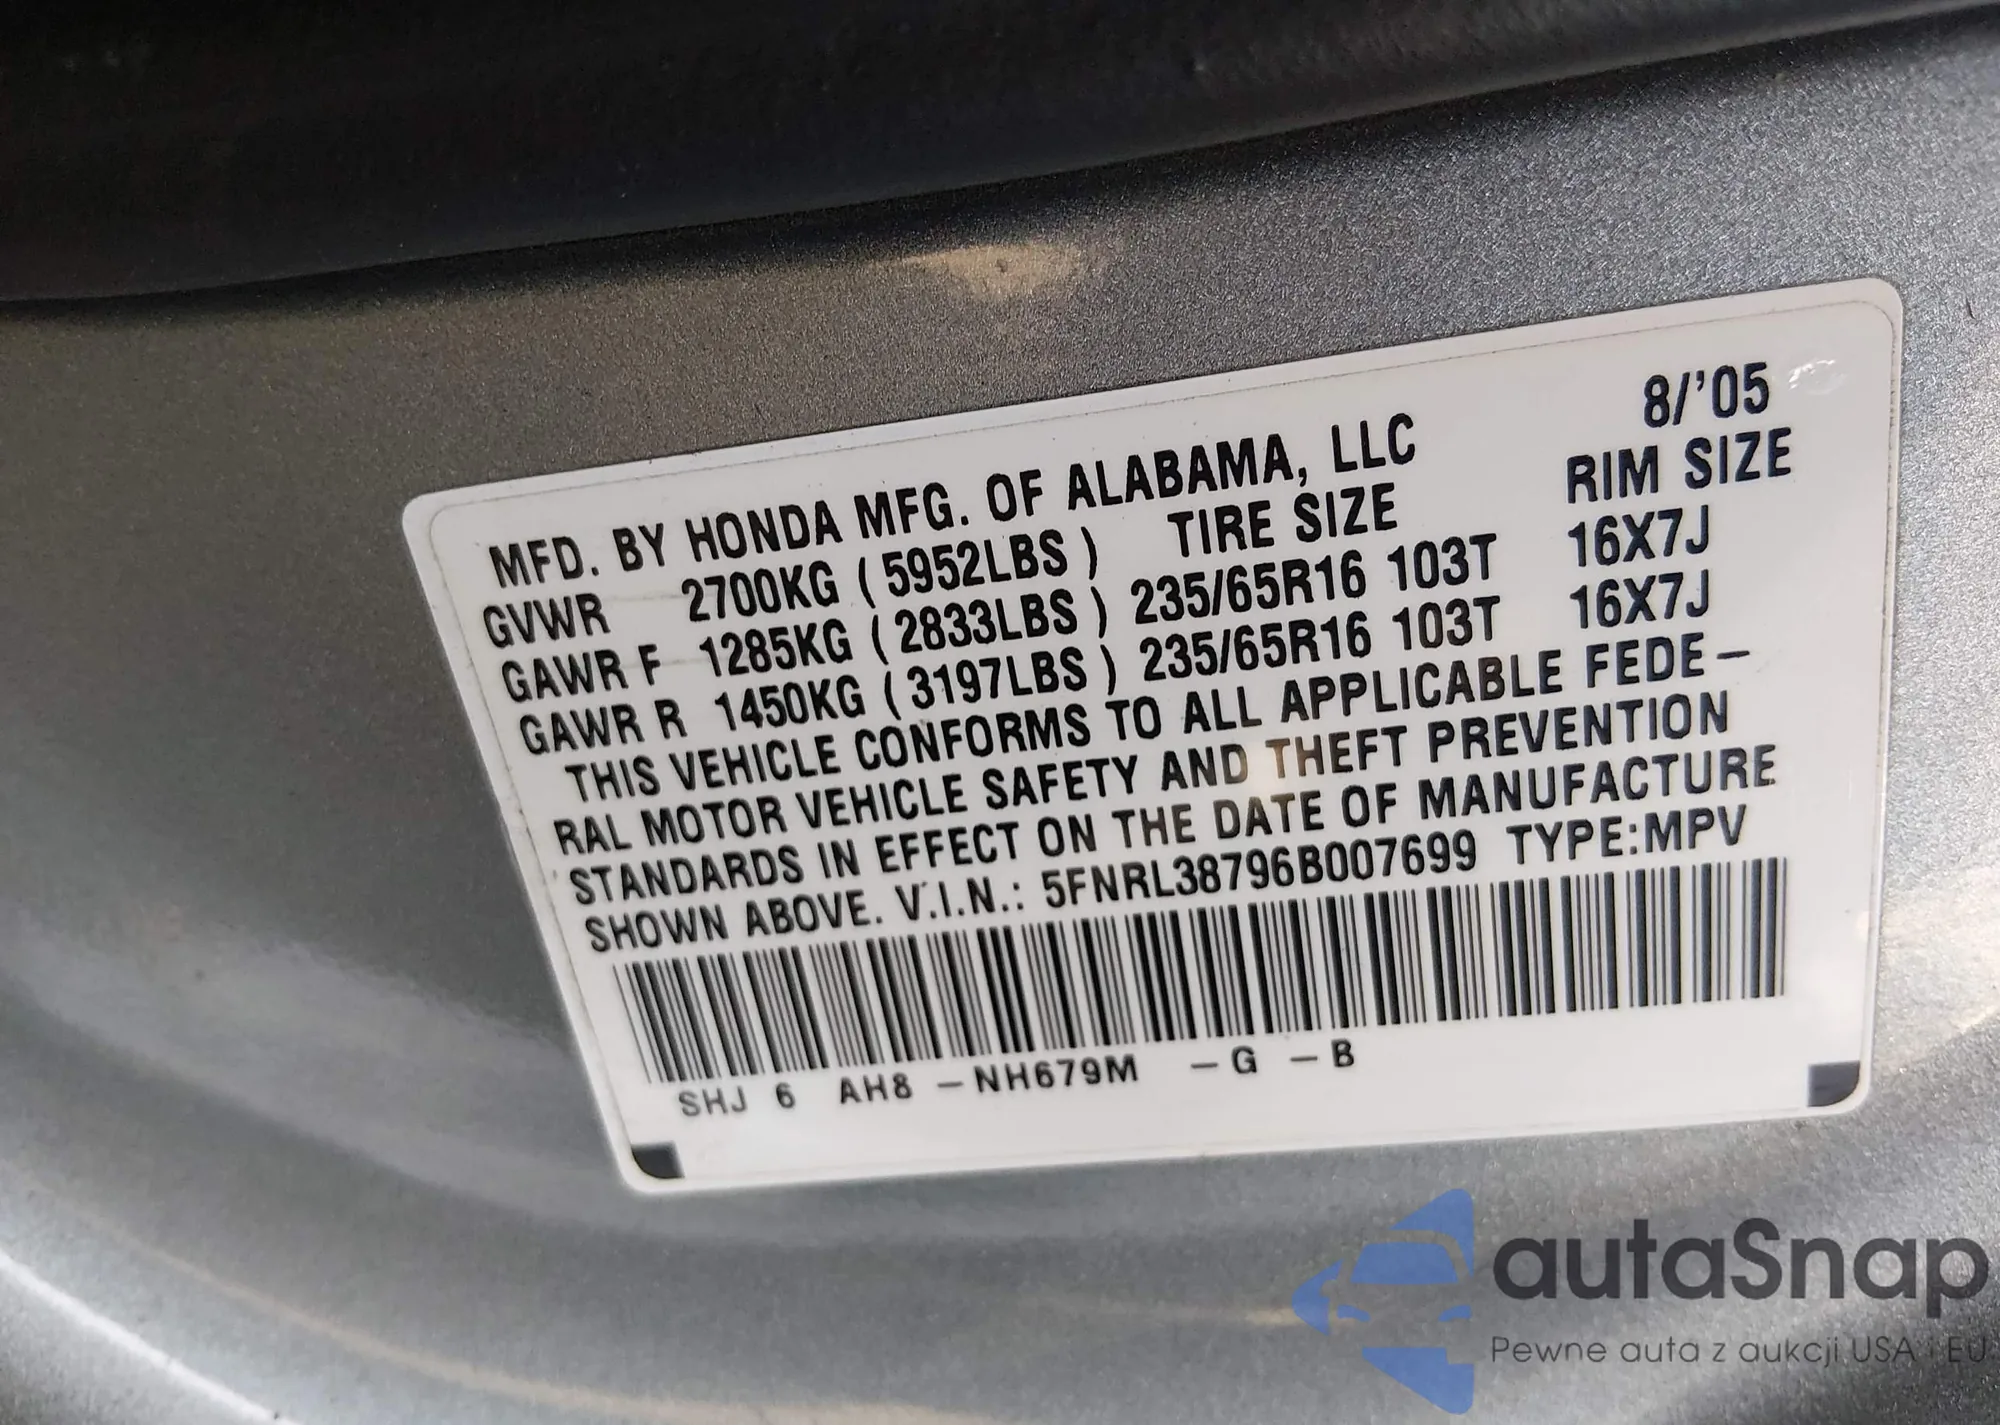 8/'05
MFD. BY HONDA MFG. OF ALABAMA, LLC
GVWR 2700KG (5952LBS) TIRE SIZE RIM SIZE
GAWR F 1285KG (2833LBS) 235/65R16 103T 16X7J
GAWR R 1450KG (3197LBS) 235/65R16 103T 16X7J
THIS VEHICLE CONFORMS TO ALL APPLICABLE FEDE-
RAL MOTOR VEHICLE SAFETY AND THEFT PREVENTION
STANDARDS IN EFFECT ON THE DATE OF MANUFACTURE
SHOWN ABOVE. V.I.N.: 5FNRL38796B007699 TYPE:MPV
SHJ 6 AH8 -NH679M -G -B
autaSnap
Pewne auta z aukcji USA i EU